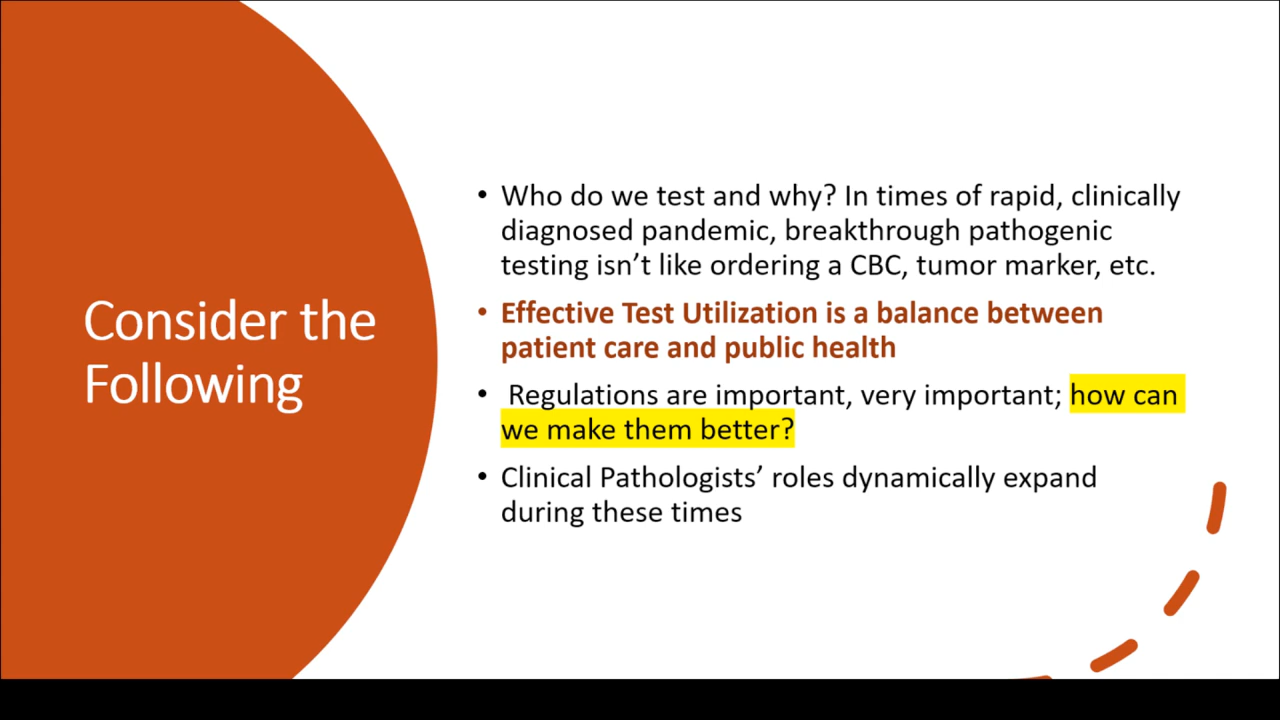 Consider the
Following
• Who do we test and why? In times of rapid, clinically
diagnosed pandemic, breakthrough pathogenic
testing isn’t like ordering a CBC, tumor marker, etc.
• Effective Test Utilization is a balance between
patient care and public health
• Regulations are important, very important; how can
we make them better?
• Clinical Pathologists’ roles dynamically expand
during these times